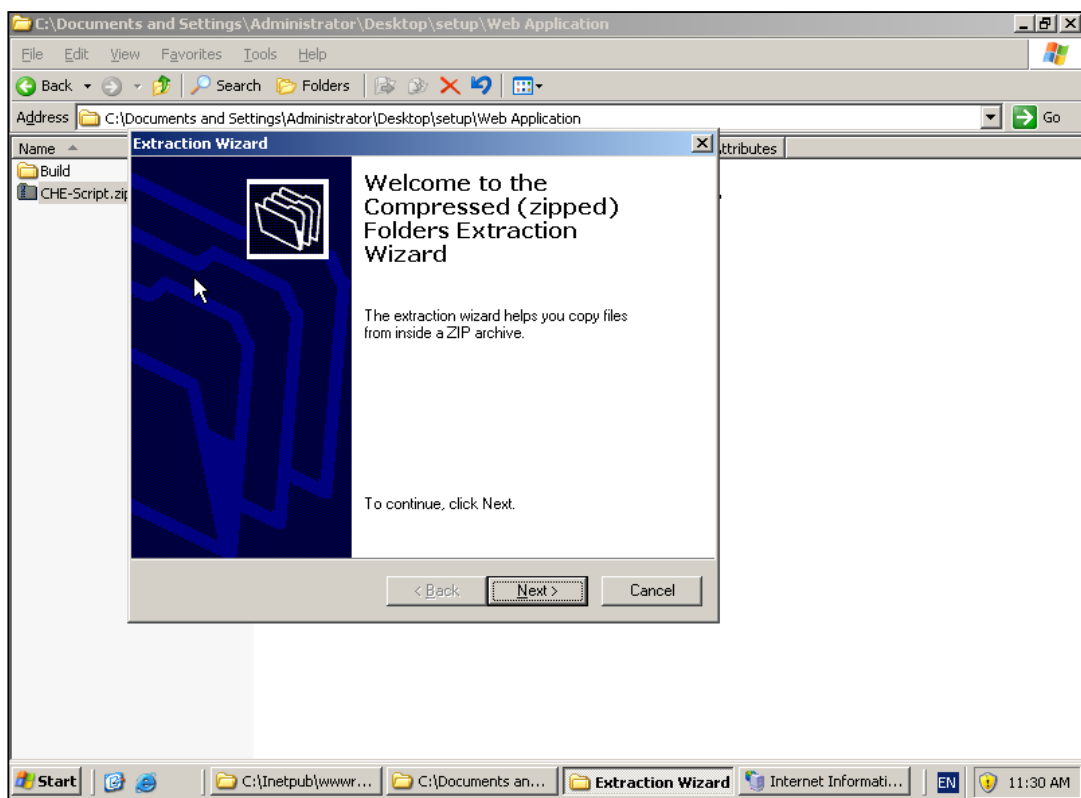 C:\Documents and Settings\Administrator\Desktop\setup\Web Application
File Edit View Favorites Tools Help
Back Search Folders
Address C:\Documents and Settings\Administrator\Desktop\setup\Web Application Go
Name
Build
CHE-Script.zip
Extraction Wizard
Welcome to the
Compressed (zipped)
Folders Extraction
Wizard
The extraction wizard helps you copy files
from inside a ZIP archive.
To continue, click Next.
< Back Next > Cancel
Start C:\Inetpub\wwwr... C:\Documents an... Extraction Wizard Internet Informati... EN 11:30 AM